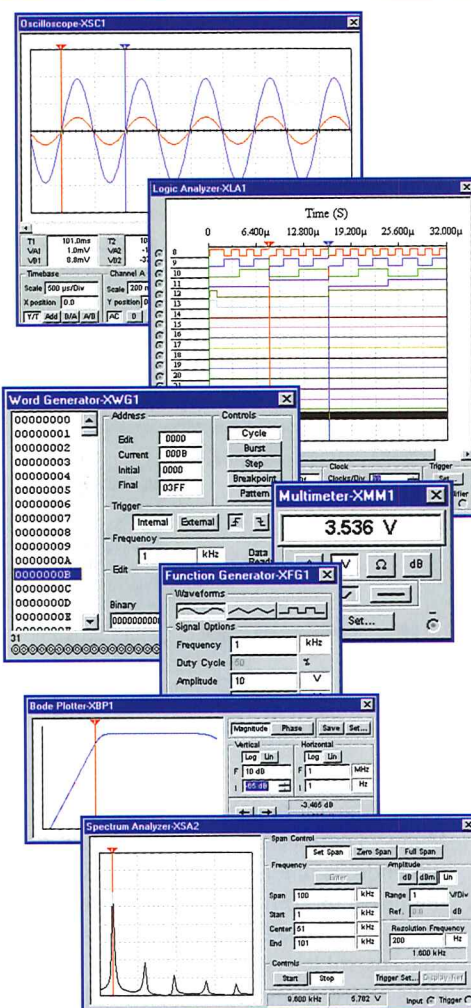 Oscilloscope-XSC1
T1 101.0ms T2
VA1 1.0mV VA2
VB1 8.8mV VB2
Timebase Channel A
Scale 500 µs/Div Scale 200
X position 0.0 Y position
Y/T Add B/A A/B AC 0
Logic Analyzer-XLA1
Time (S)
0 6.400µ 12.800µ 19.200µ 25.600µ 32.000µ
8
9
10
11
12
13
14
15
16
17
18
19
20
Clock Trigger
Clocks/Div Set...
Word Generator-XWG1
00000000
00000001
00000002
00000003
00000004
00000005
00000006
00000007
00000008
00000009
0000000A
0000000B
0000000C
0000000D
0000000E
31
Address
Edit 0000
Current 000B
Initial 0000
Final 03FF
Controls
Cycle
Burst
Step
Breakpoint
Pattern
Trigger
Internal External
Frequency
1 kHz Data
Edit
Binary
Multimeter-XMM1
3.536 V
V Ω dB
Set...
Function Generator-XFG1
Waveforms
Signal Options
Frequency 1 kHz
Duty Cycle 50 %
Amplitude 10 V
Bode Plotter-XBP1
Magnitude Phase Save Set...
Vertical Horizontal
Log Lin Log Lin
F 10 dB F 1 MHz
I -65 dB I 1 Hz
-3.465 dB
Spectrum Analyzer-XSA2
Span Control
Set Span Zero Span Full Span
Frequency Amplitude
Enter dB dBm Lin
Span 100 kHz Range 1 V/Div
Start 1 kHz Ref. 0.0 dB
Center 51 kHz Resolution Frequency
End 101 kHz 200 Hz
1.600 kHz
Controls
Start Stop Trigger Set... Display-Ref.
9.600 kHz 5.782 V Input Trigger